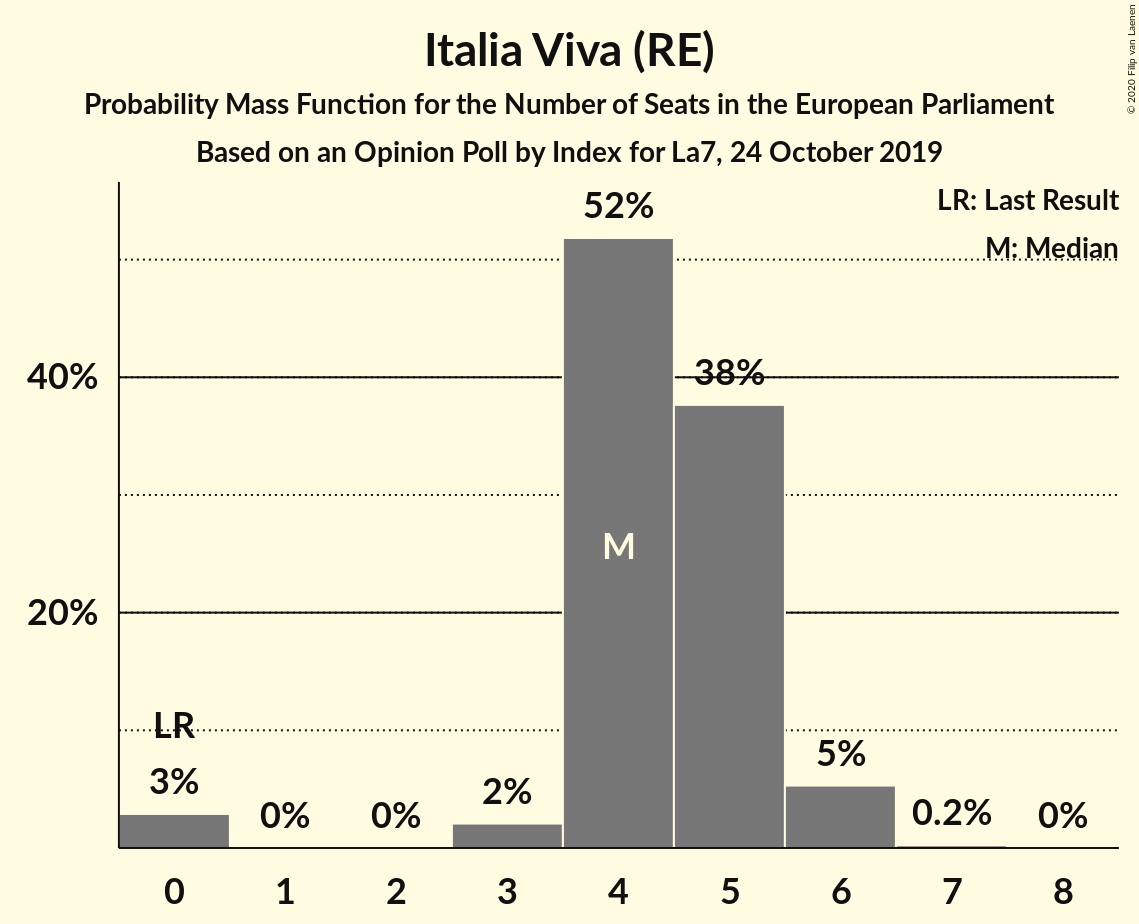 Italia Viva (RE)
Probability Mass Function for the Number of Seats in the European Parliament
Based on an Opinion Poll by Index for La7, 24 October 2019
© 2020 Filip van Laenen
LR: Last Result
M: Median
52%
38%
40%
M
20%
LR
3%
0%
0%
2%
5%
0.2%
0%
0 1 2 3 4 5 6 7 8